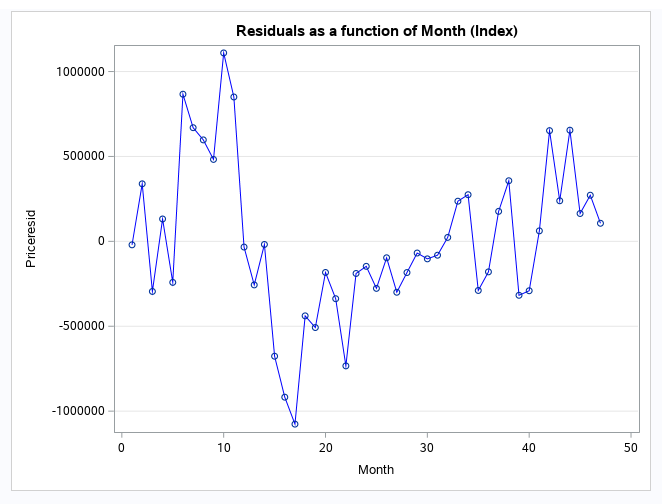 Residuals as a function of Month (Index)
1000000
500000
0
-500000
-1000000
Priceresid
0 10 20 30 40 50
Month